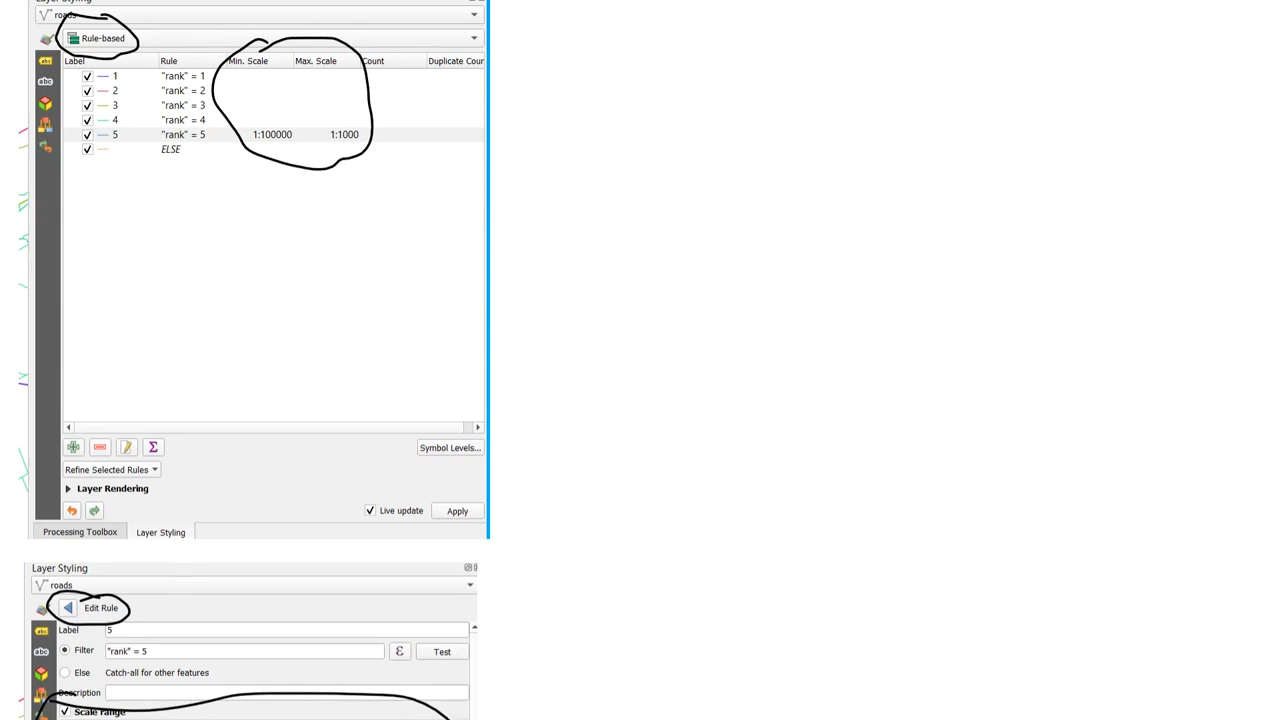 Layer Styling
roads
Rule-based
Label Rule Min. Scale Max. Scale Count Duplicate Cour
1 "rank" = 1
2 "rank" = 2
3 "rank" = 3
4 "rank" = 4
5 "rank" = 5 1:100000 1:1000
ELSE
Symbol Levels...
Refine Selected Rules
Layer Rendering
Live update Apply
Processing Toolbox Layer Styling
Layer Styling
roads
Edit Rule
Label 5
Filter "rank" = 5 ε Test
Else Catch-all for other features
Description
Scale range